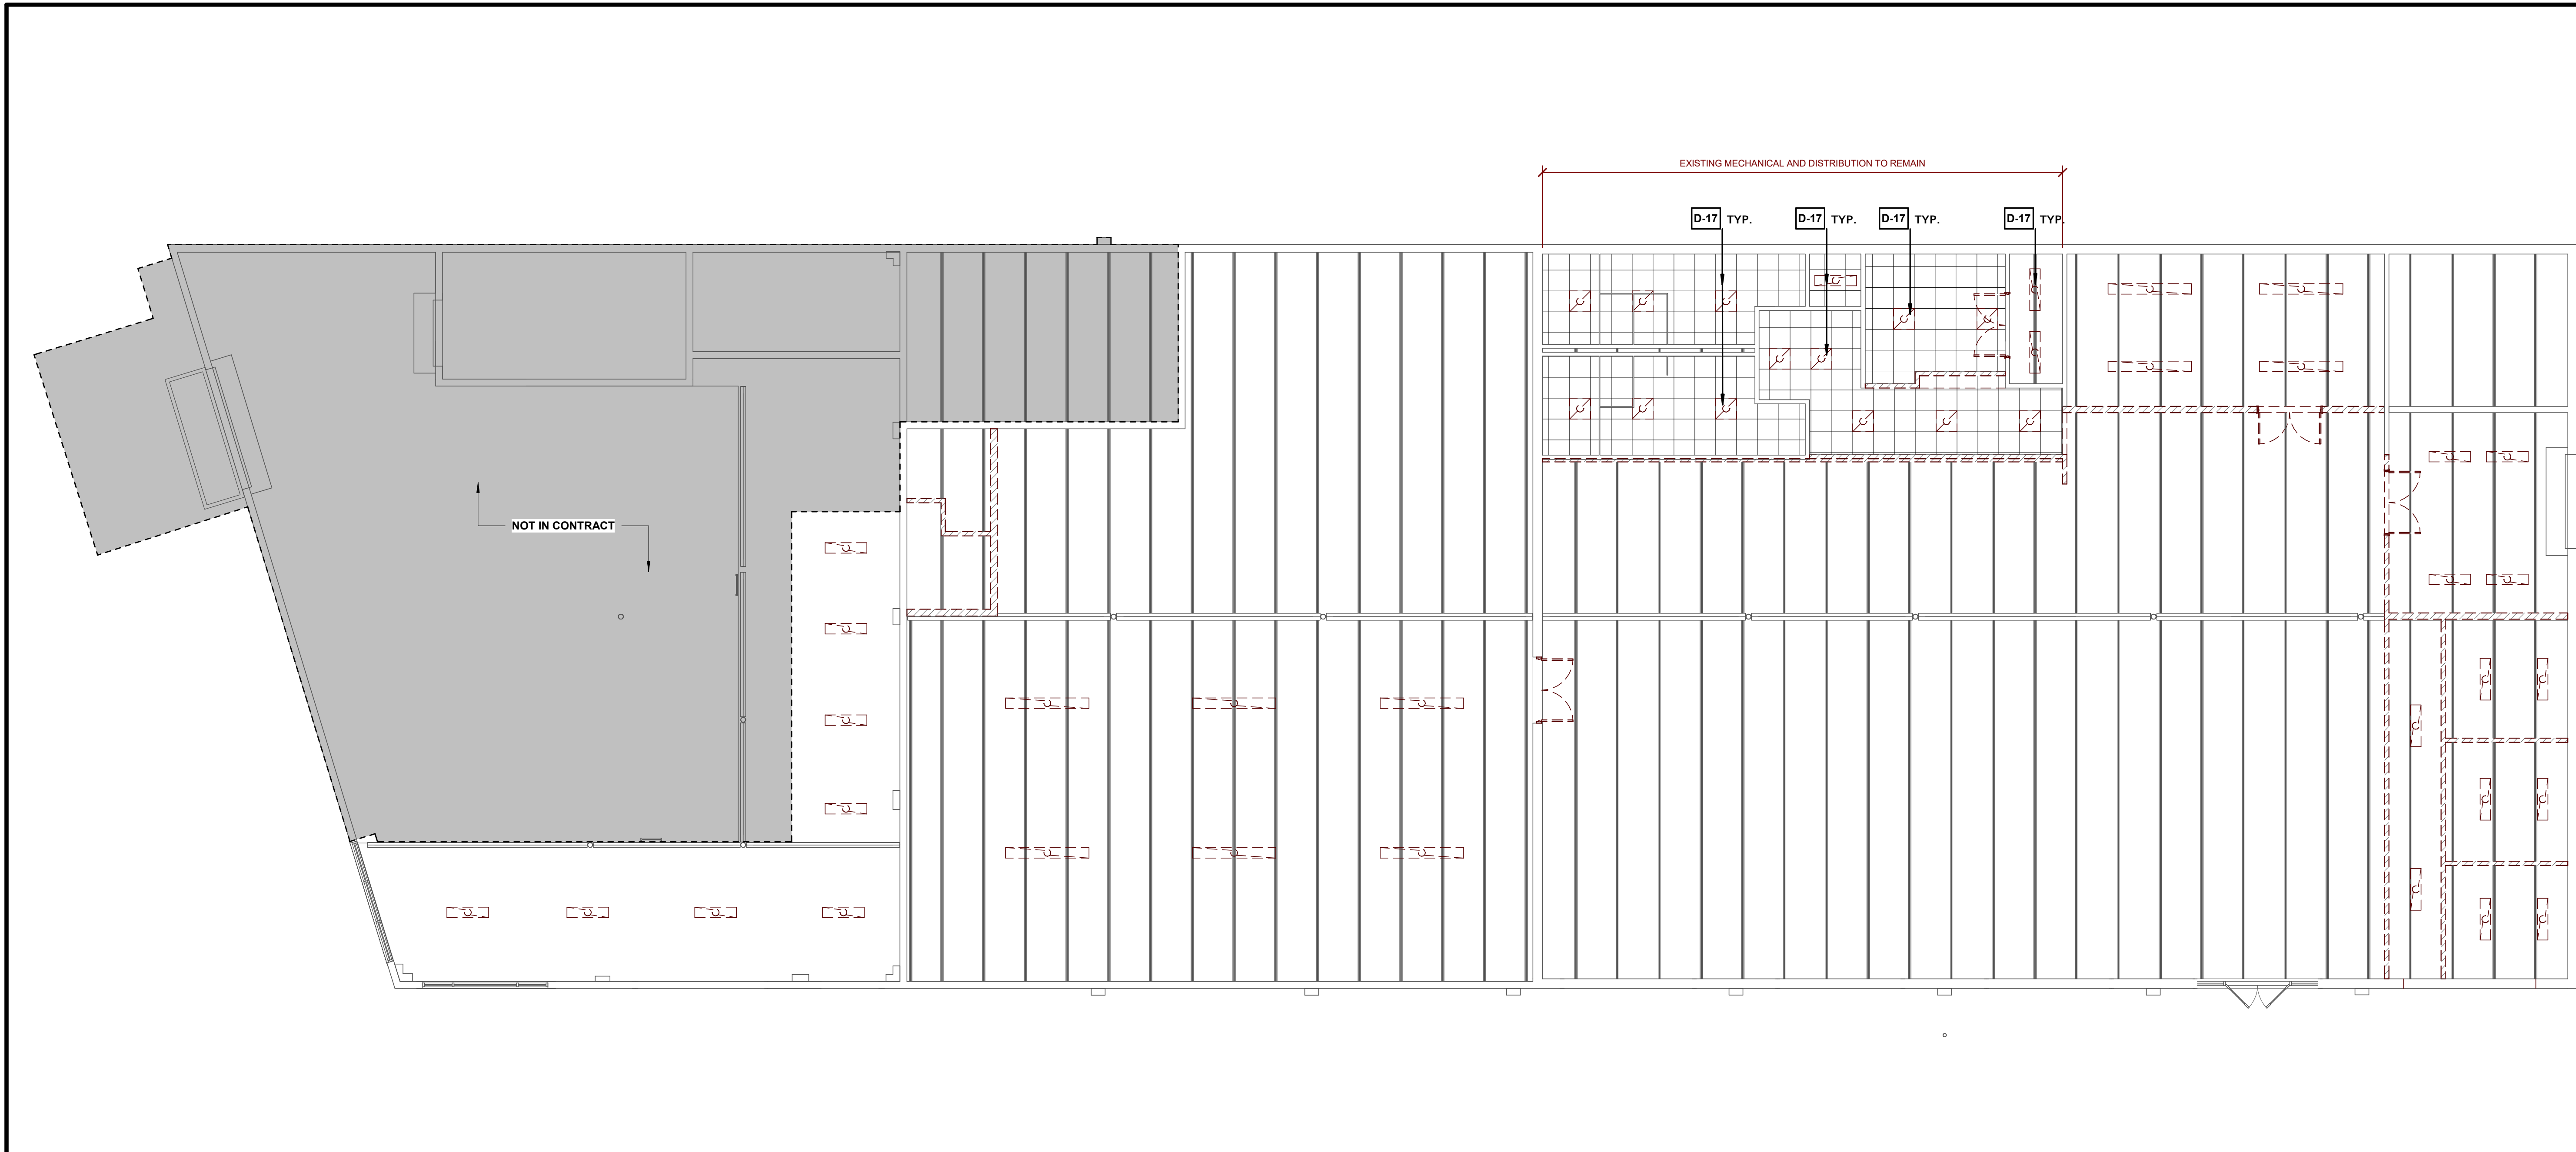 EXISTING MECHANICAL AND DISTRIBUTION TO REMAIN
D-17 TYP. D-17 TYP. D-17 TYP. D-17 TYP.
NOT IN CONTRACT